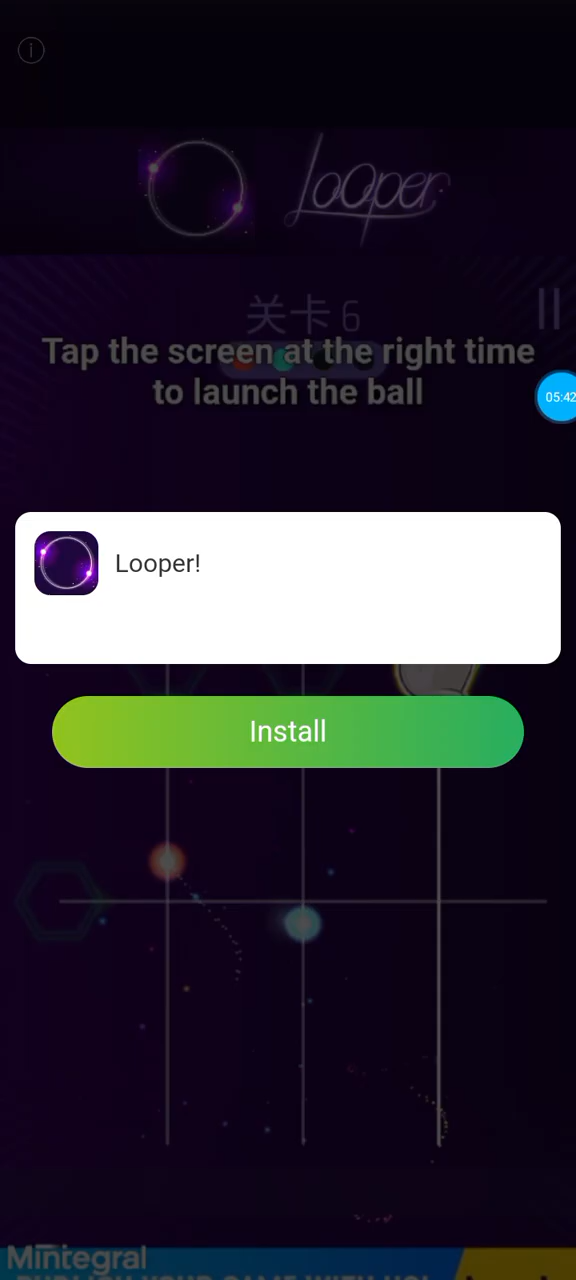 Looper
关卡6
Tap the screen at the right time
to launch the ball
05:42
Looper!
Install
Mintegral